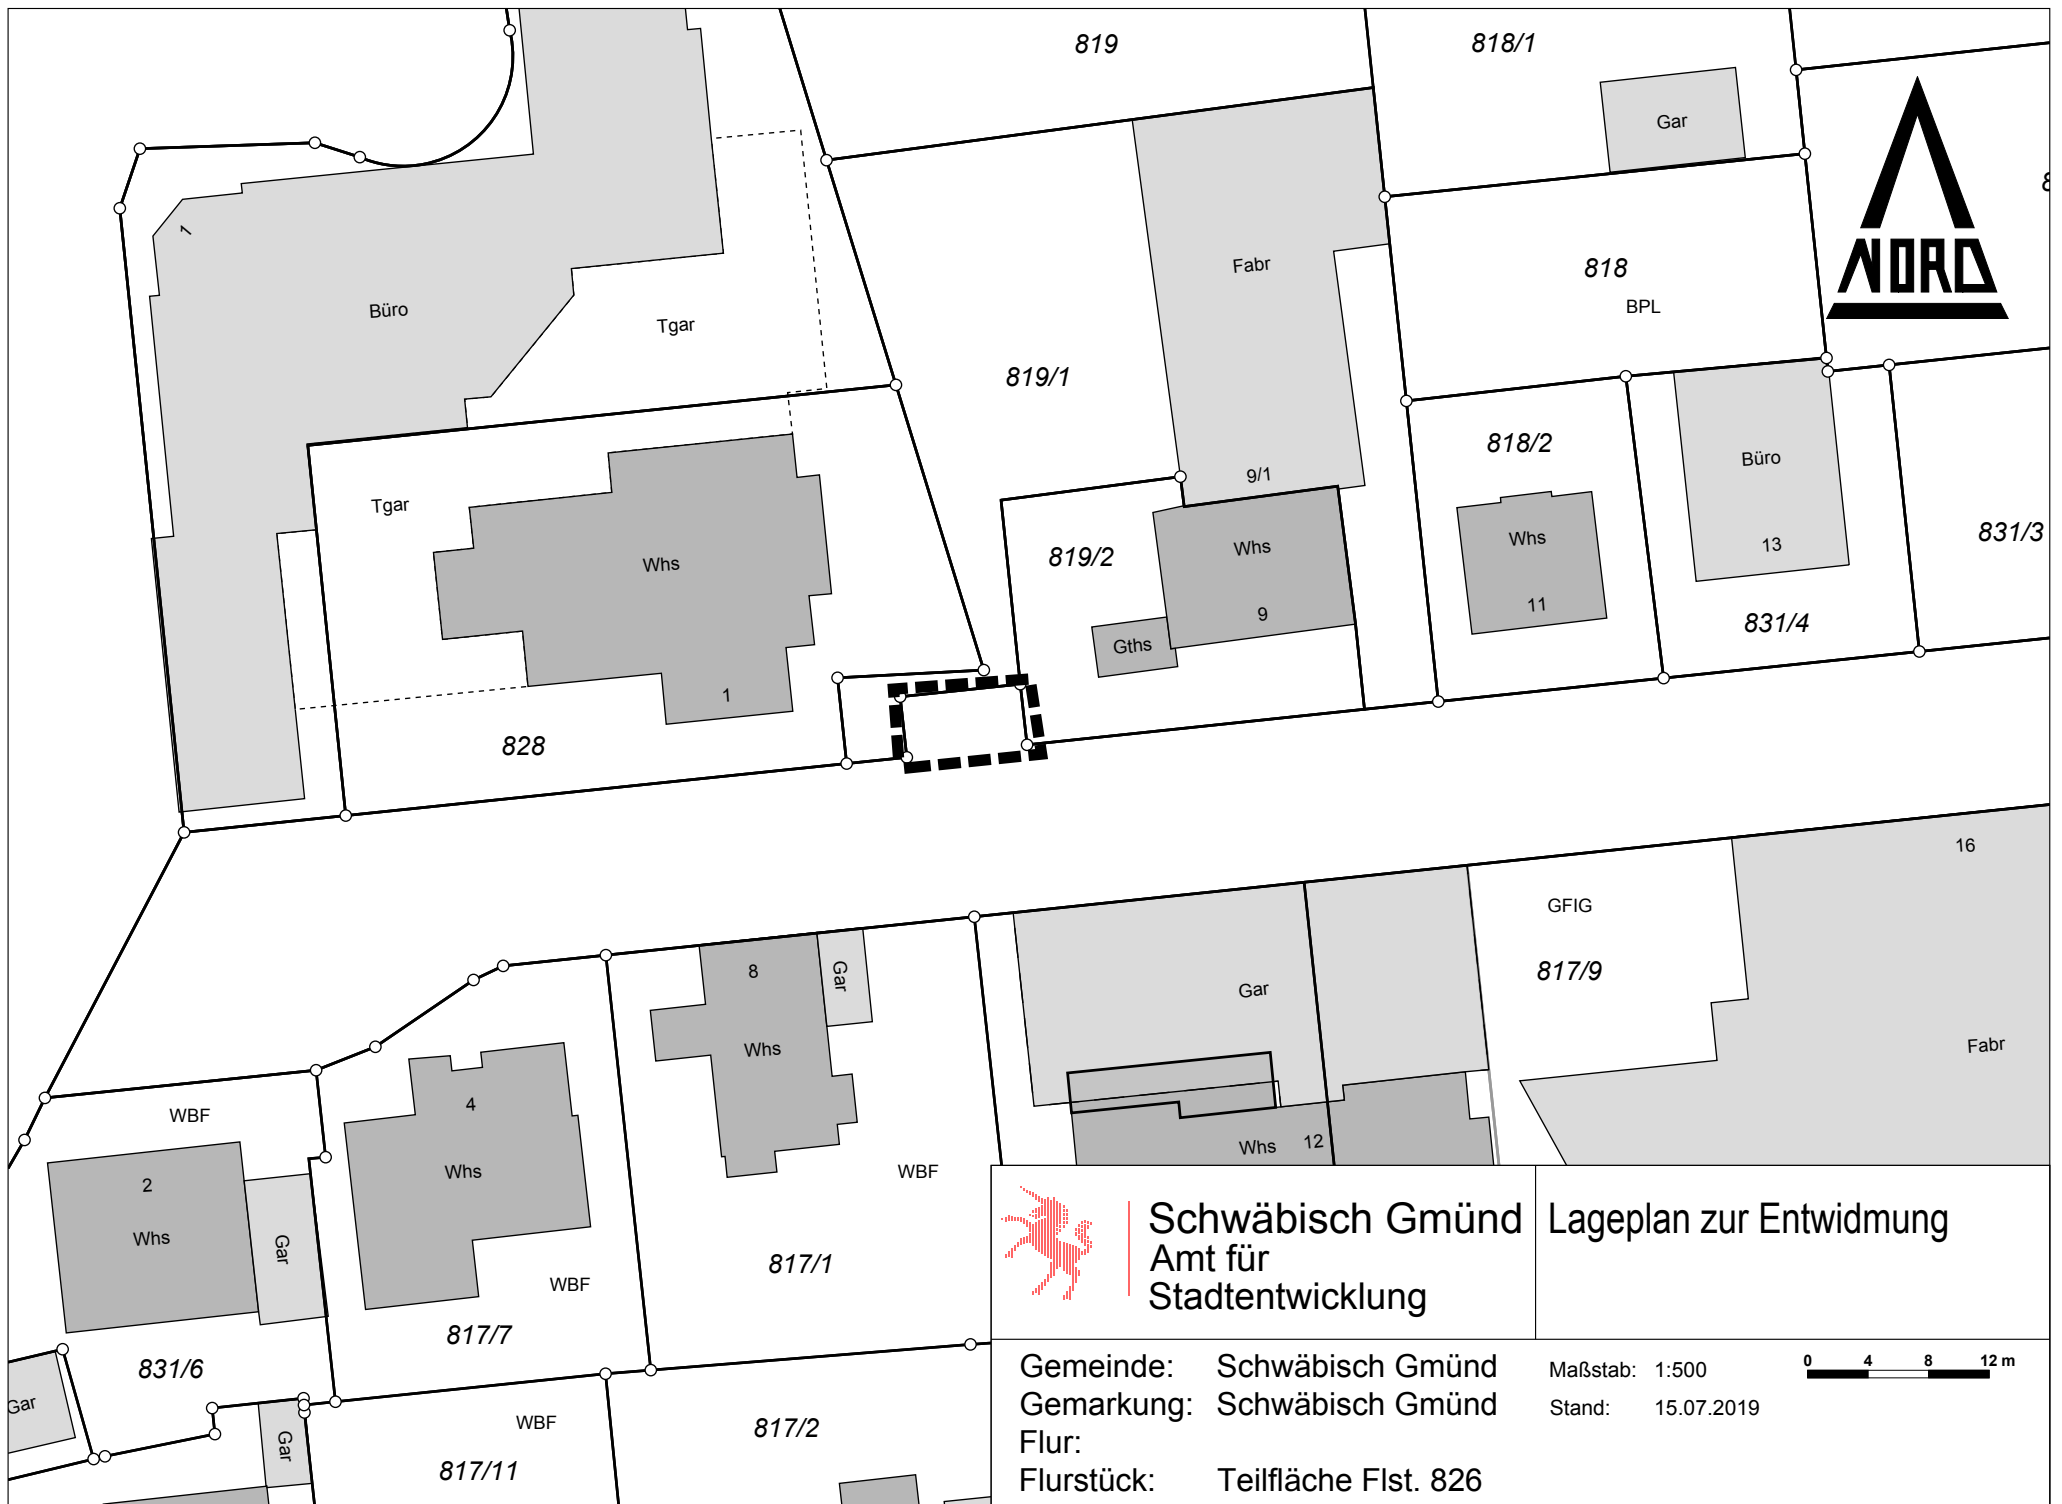 819
818/1
Gar
8
1
NORD
Fabr
818
Büro
BPL
Tgar
819/1
818/2
Büro
9/1
Tgar
831/3
Whs
819/2
Whs
Whs
13
11
9
831/4
Gths
1
828
16
GFIG
8
Gar
817/9
Gar
Fabr
Whs
4
WBF
Whs
12
Whs
WBF
2
Whs
Gar
817/1
WBF
817/7
831/6
Gar
WBF
817/2
Gar
817/11
Schwäbisch Gmünd
Amt für
Stadtentwicklung
Lageplan zur Entwidmung
Gemeinde: Schwäbisch Gmünd
Gemarkung: Schwäbisch Gmünd
Flur:
Flurstück: Teilfläche Flst. 826
Maßstab: 1:500
Stand: 15.07.2019
0 4 8 12 m